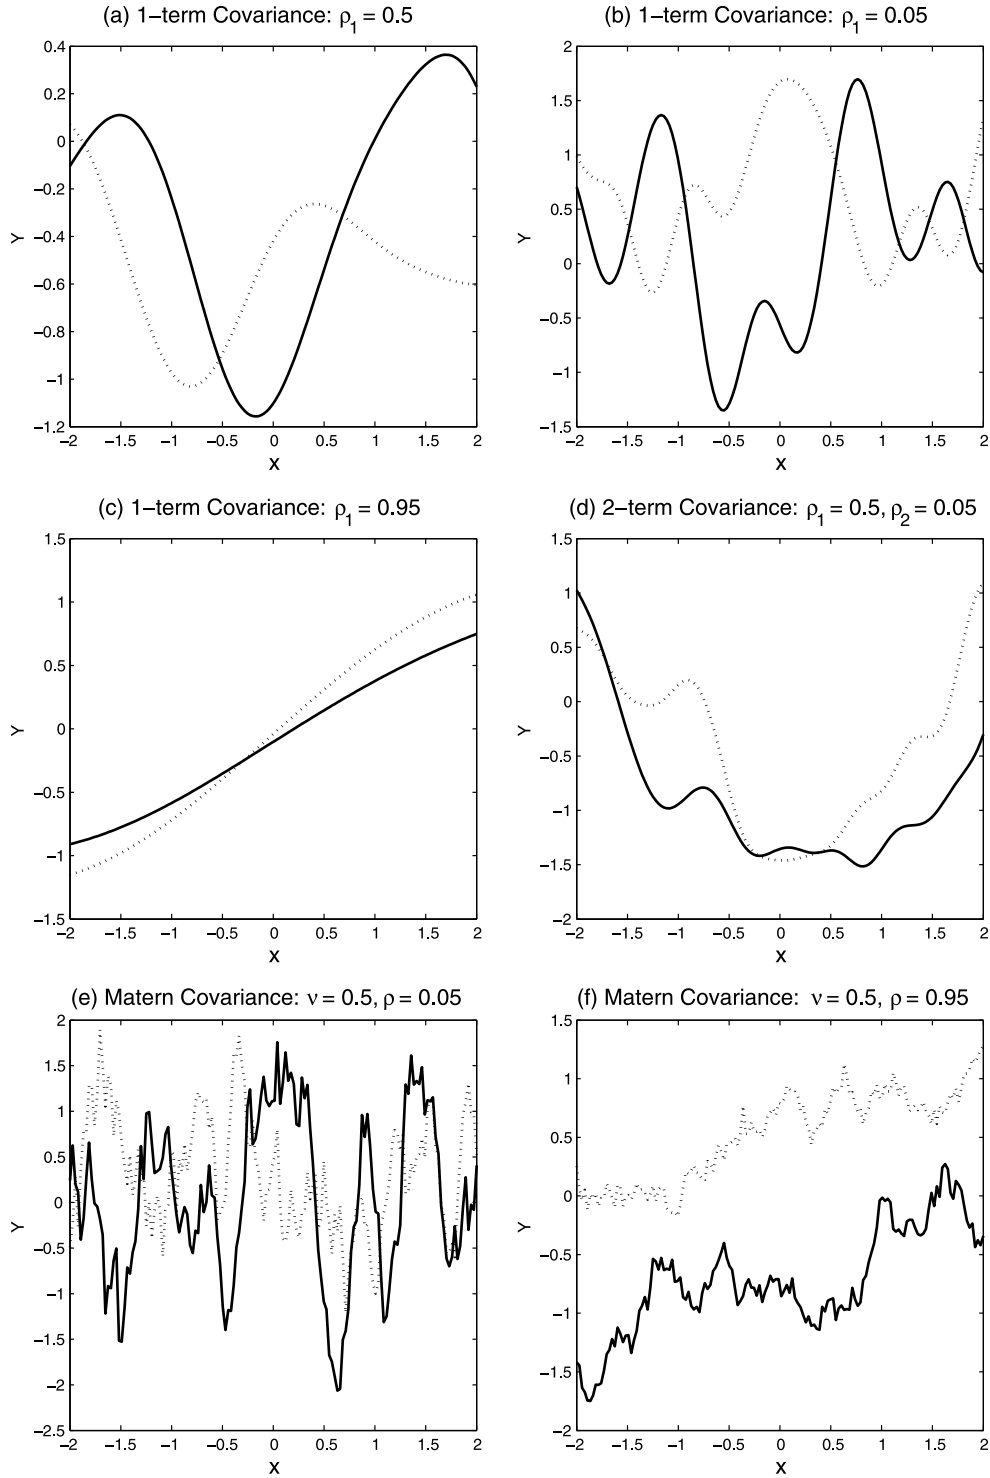 (a) 1−term Covariance: ρ1 = 0.5
0.4
0.2
0
−0.2
−0.4
−0.6
−0.8
−1
−1.2
Y
−2 −1.5 −1 −0.5 0 0.5 1 1.5 2
X
(b) 1−term Covariance: ρ1 = 0.05
2
1.5
1
0.5
0
−0.5
−1
−1.5
Y
−2 −1.5 −1 −0.5 0 0.5 1 1.5 2
X
(c) 1−term Covariance: ρ1 = 0.95
1.5
1
0.5
0
−0.5
−1
−1.5
Y
−2 −1.5 −1 −0.5 0 0.5 1 1.5 2
X
(d) 2−term Covariance: ρ1 = 0.5, ρ2 = 0.05
1.5
1
0.5
0
−0.5
−1
−1.5
−2
Y
−2 −1.5 −1 −0.5 0 0.5 1 1.5 2
X
(e) Matern Covariance: ν = 0.5, ρ = 0.05
2
1.5
1
0.5
0
−0.5
−1
−1.5
−2
−2.5
Y
−2 −1.5 −1 −0.5 0 0.5 1 1.5 2
X
(f) Matern Covariance: ν = 0.5, ρ = 0.95
1.5
1
0.5
0
−0.5
−1
−1.5
−2
Y
−2 −1.5 −1 −0.5 0 0.5 1 1.5 2
X